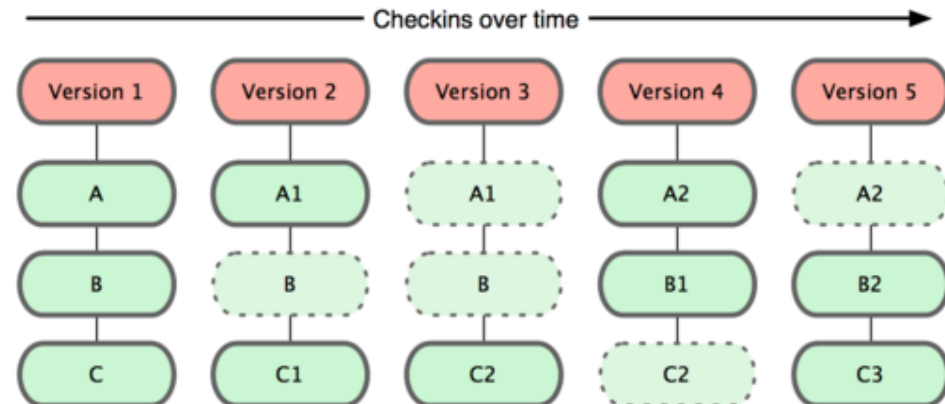 Checkins over time
Version 1 Version 2 Version 3 Version 4 Version 5
A A1 A1 A2 A2
B B B B1 B2
C C1 C2 C2 C3